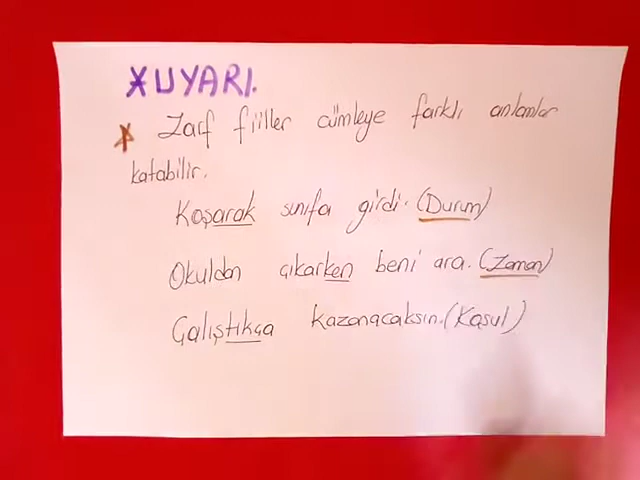 * UYARI.
* Zarf fiiller cümleye farklı anlamlar
katabilir.
Koşarak sınıfa girdi. (Durum)
Okuldan çıkarken beni ara. (Zaman)
Çalıştıkça kazanacaksın. (Koşul)